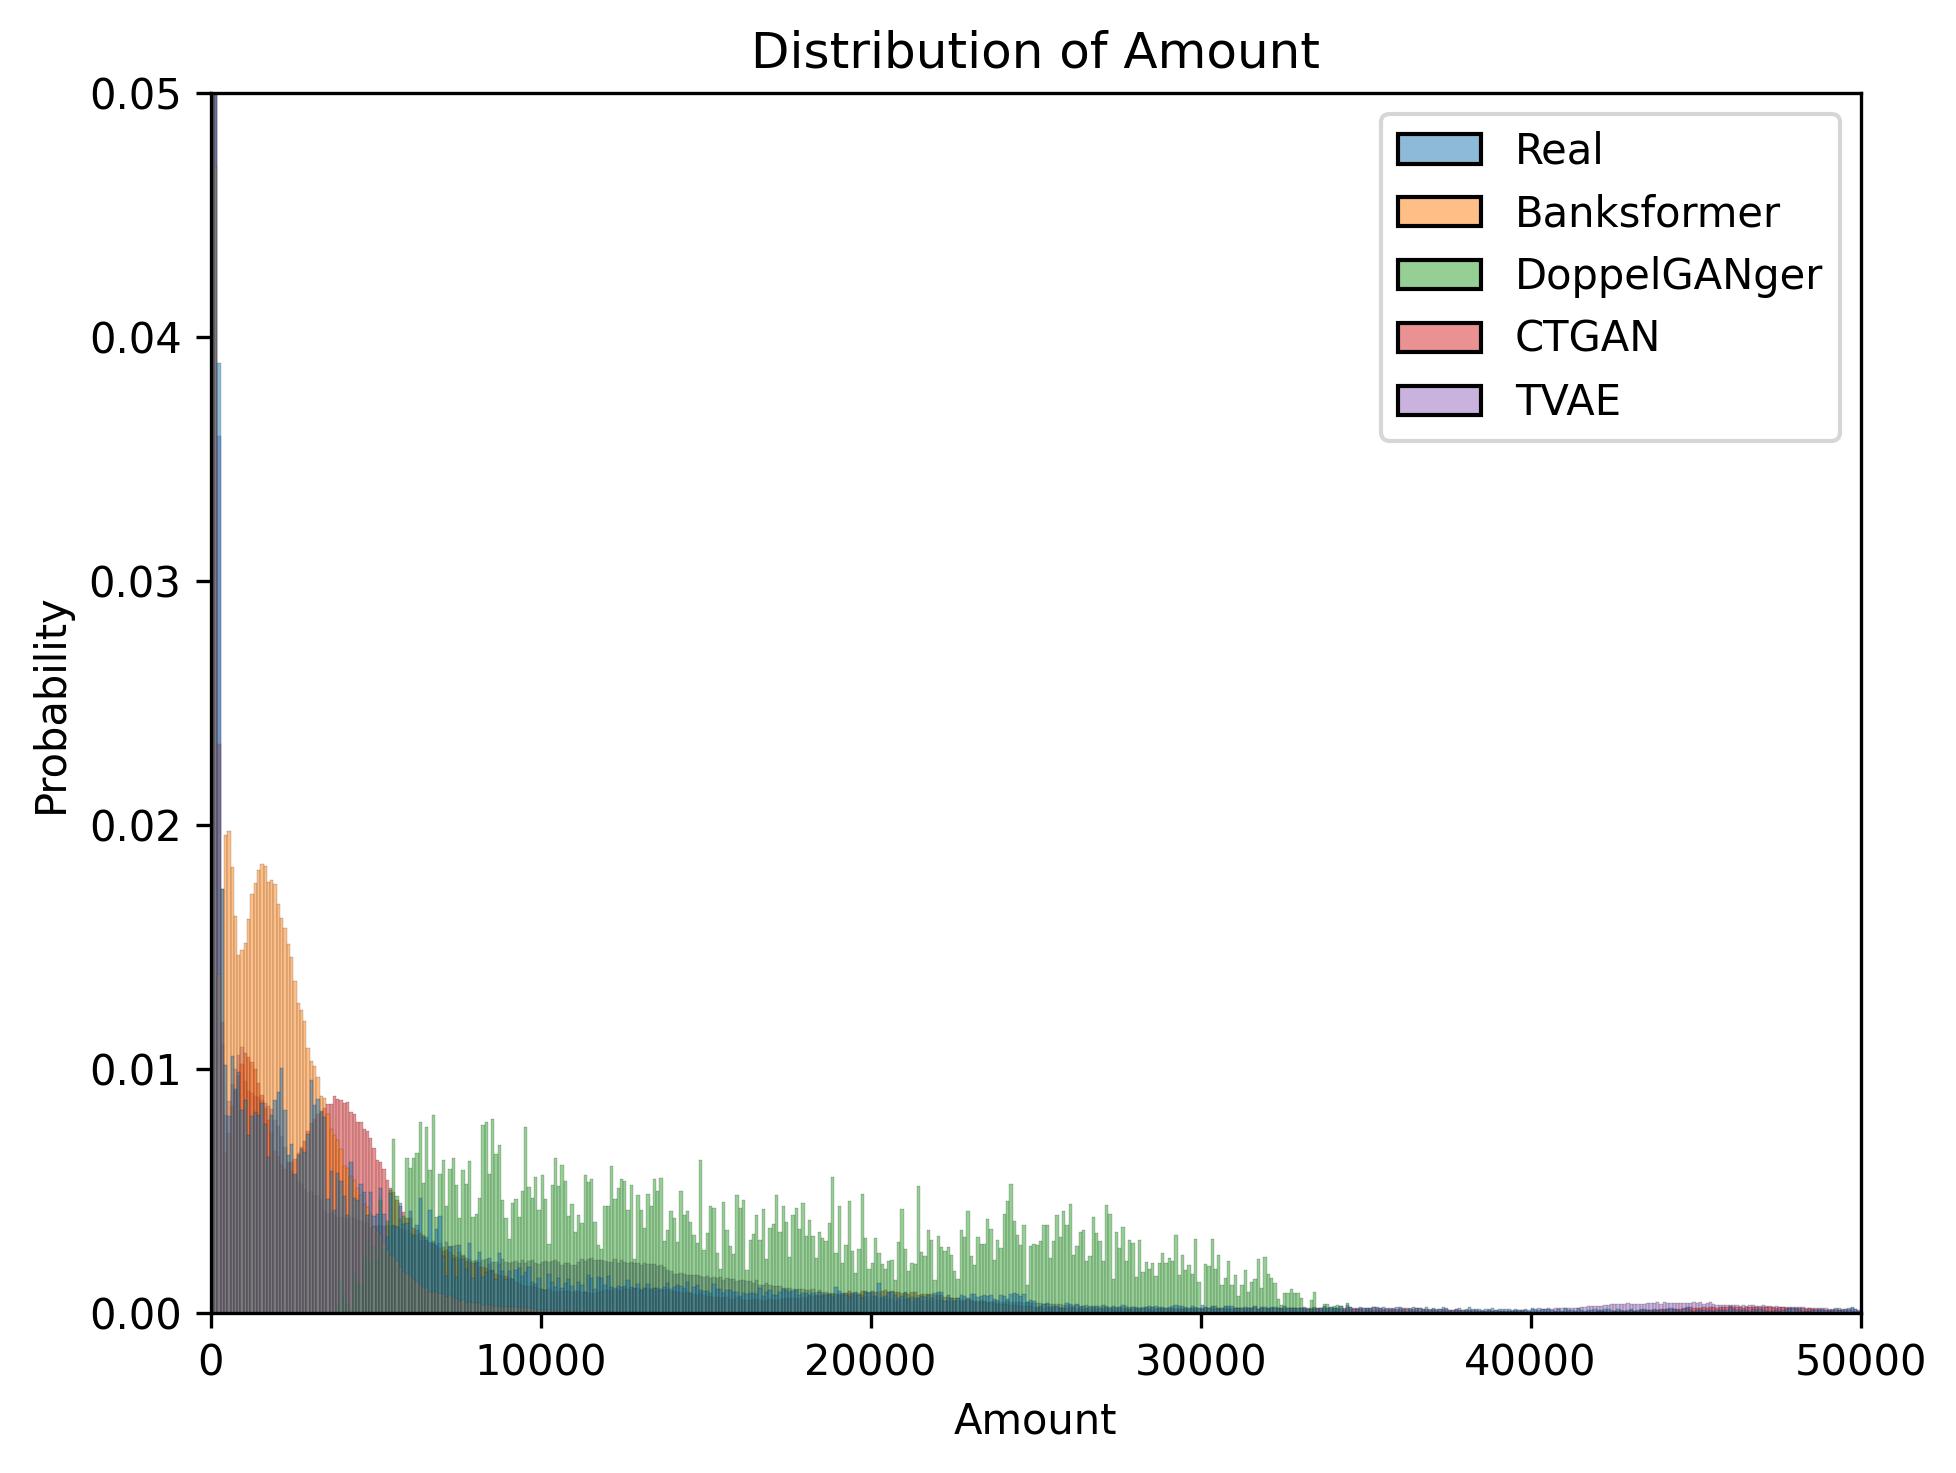 Distribution of Amount
0.05
0.04
0.03
0.02
0.01
0.00
Probability
0
10000
20000
30000
40000
50000
Amount
Real
Banksformer
DoppelGANger
CTGAN
TVAE